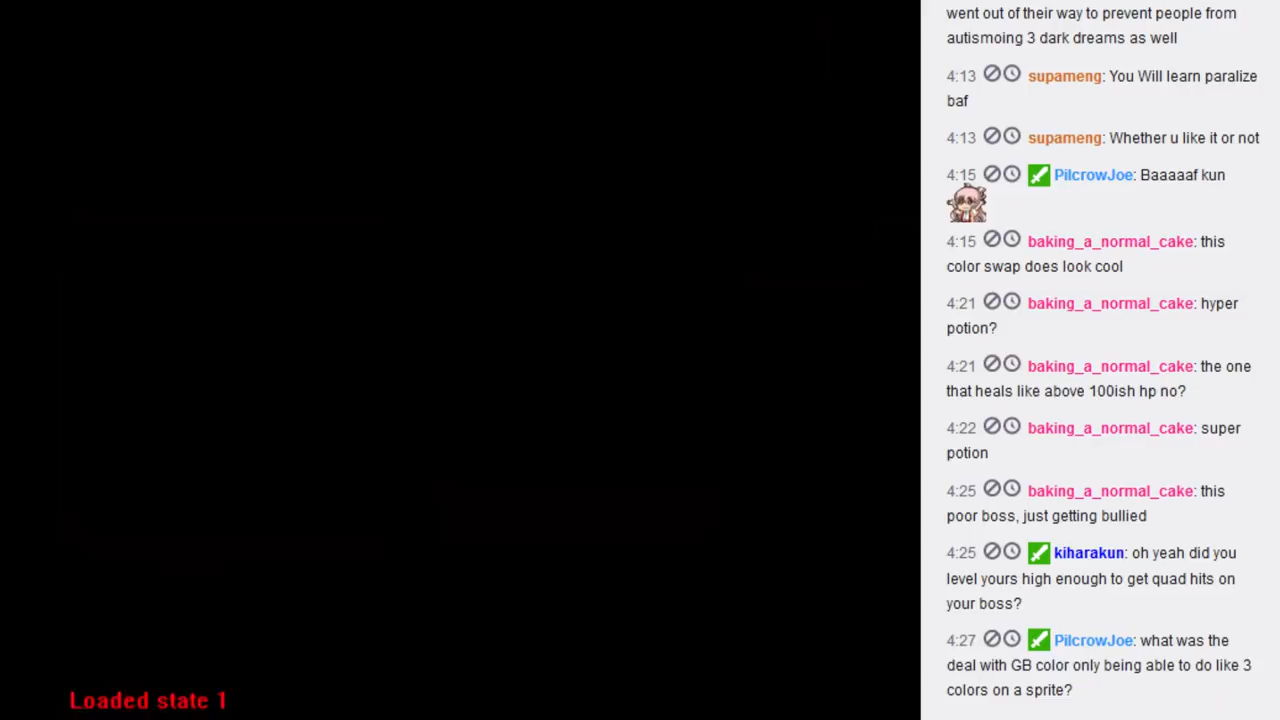 went out of their way to prevent people from
autismoing 3 dark dreams as well
4:13 supameng: You Will learn paralize
baf
4:13 supameng: Whether u like it or not
4:15 PilcrowJoe: Baaaaaf kun
4:15 baking_a_normal_cake: this
color swap does look cool
4:21 baking_a_normal_cake: hyper
potion?
4:21 baking_a_normal_cake: the one
that heals like above 100ish hp no?
4:22 baking_a_normal_cake: super
potion
4:25 baking_a_normal_cake: this
poor boss, just getting bullied
4:25 kiharakun: oh yeah did you
level yours high enough to get quad hits on
your boss?
4:27 PilcrowJoe: what was the
deal with GB color only being able to do like 3
colors on a sprite?
Loaded state 1